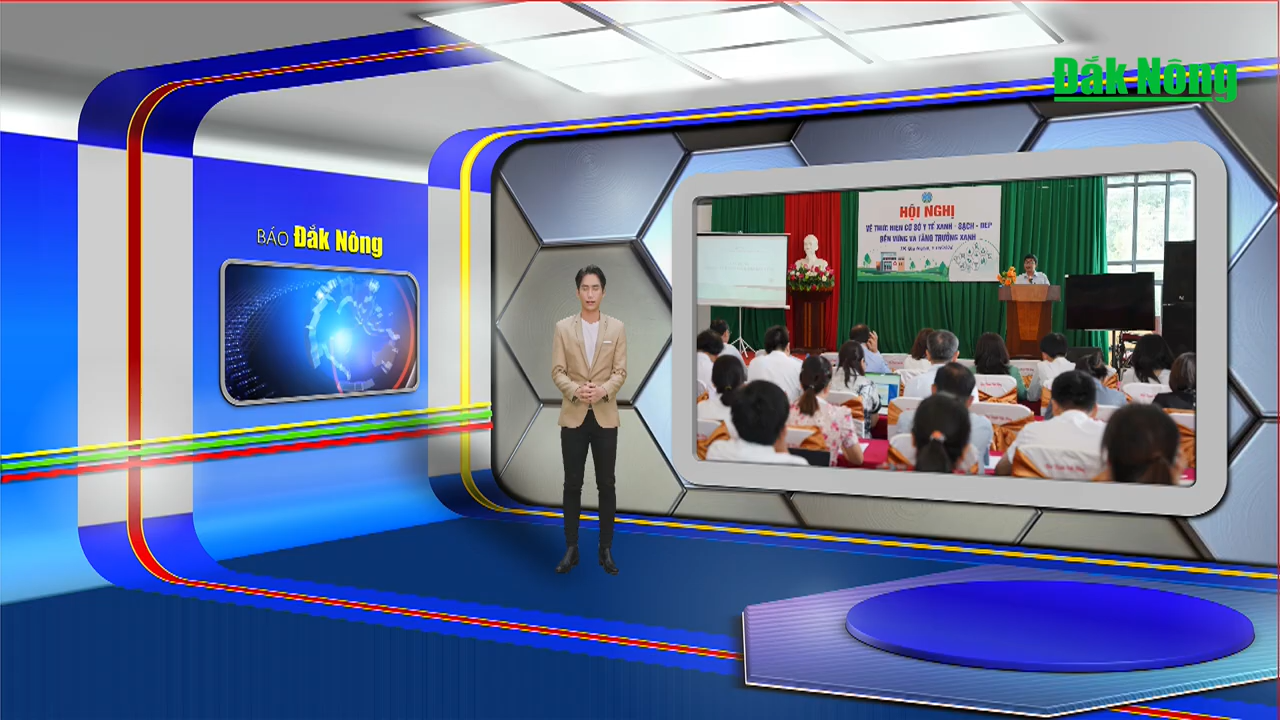 Đắk Nông
BÁO Đắk Nông
HỘI NGHỊ
VỀ THỰC HIỆN CƠ SỞ Y TẾ XANH - SẠCH - ĐẸP
BỀN VỮNG VÀ TĂNG TRƯỞNG XANH